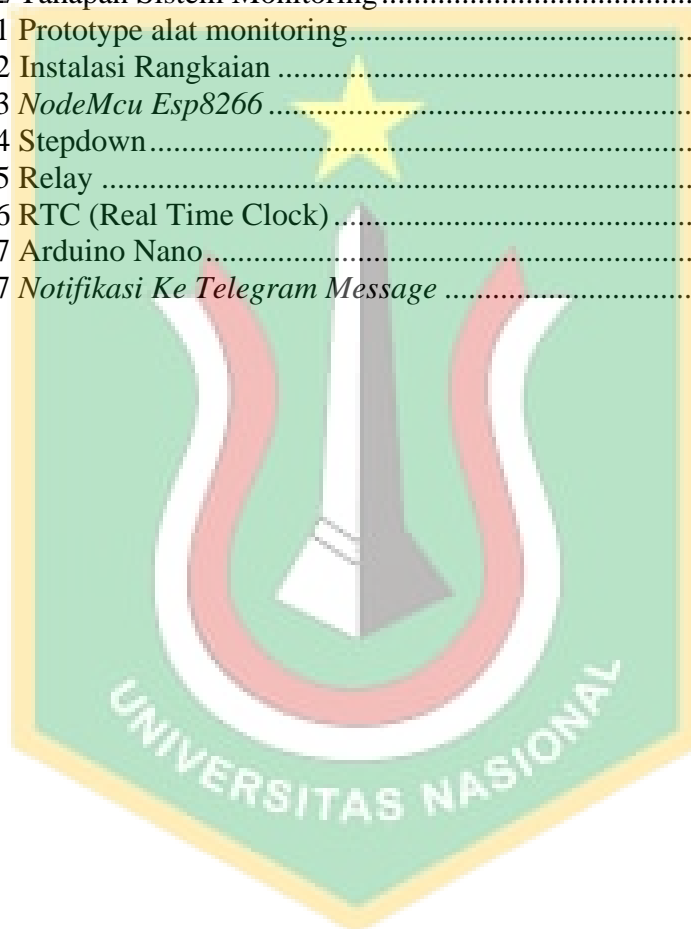 2 Tahapan Sistem Monitoring........................................
1 Prototype alat monitoring............................................
2 Instalasi Rangkaian .....................................................
3 NodeMcu Esp8266 ......................................................
4 Stepdown.....................................................................
5 Relay ...........................................................................
6 RTC (Real Time Clock) ..............................................
7 Arduino Nano..............................................................
7 Notifikasi Ke Telegram Message ................................
UNIVERSITAS NASIONAL